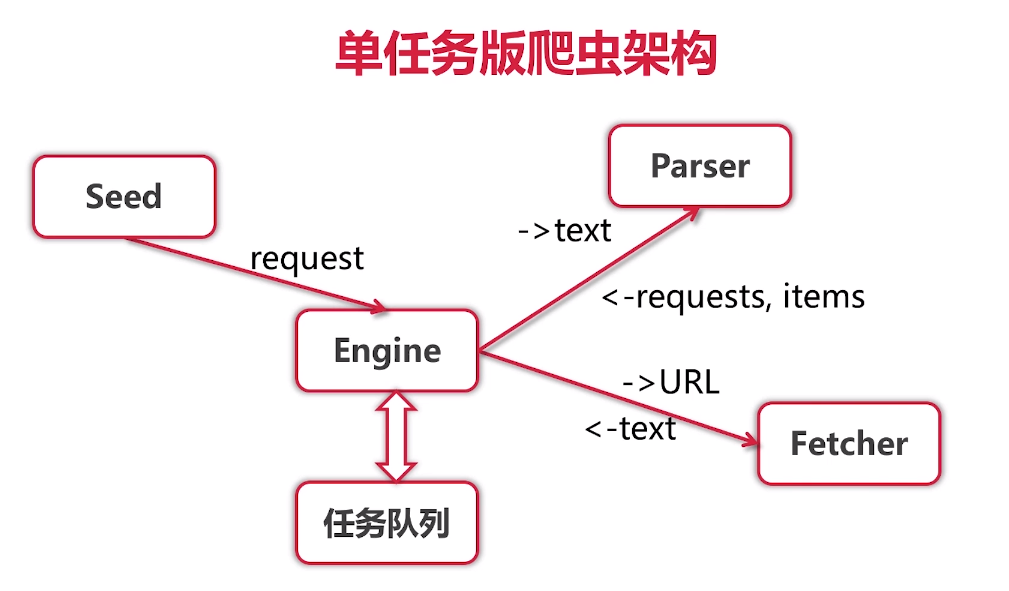 单任务版爬虫架构
Seed
Parser
->text
request
<-requests, items
Engine
->URL
<-text
Fetcher
任务队列